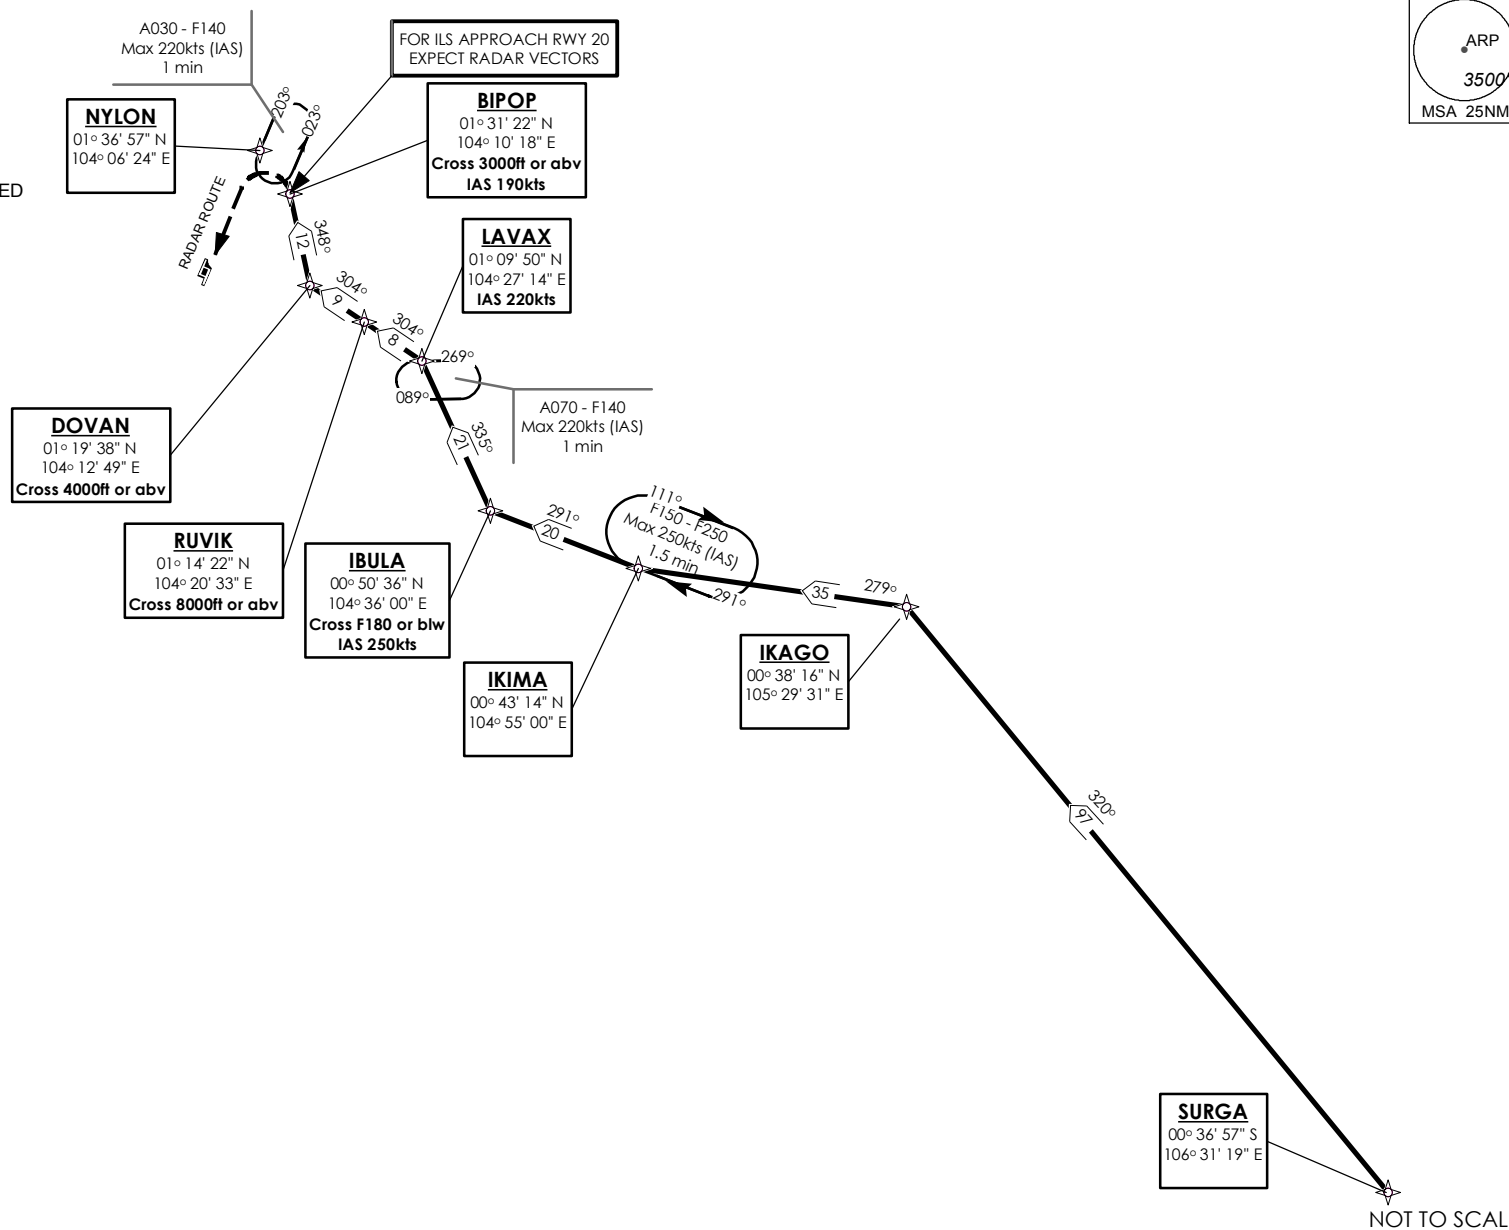 A030 - F140
Max 220kts (IAS)
1 min
FOR ILS APPROACH RWY 20
EXPECT RADAR VECTORS
ARP
3500'
MSA 25NM
NYLON
01° 36' 57" N
104° 06' 24" E
203°
023°
BIPOP
01° 31' 22" N
104° 10' 18" E
Cross 3000ft or abv
IAS 190kts
ED
RADAR ROUTE
348°
12
LAVAX
01° 09' 50" N
104° 27' 14" E
IAS 220kts
304°
9
304°
8
269°
089°
A070 - F140
Max 220kts (IAS)
1 min
DOVAN
01° 19' 38" N
104° 12' 49" E
Cross 4000ft or abv
335°
21
RUVIK
01° 14' 22" N
104° 20' 33" E
Cross 8000ft or abv
IBULA
00° 50' 36" N
104° 36' 00" E
Cross F180 or blw
IAS 250kts
291°
20
111°
F150 - F250
Max 250kts (IAS)
1.5 min
291°
35
279°
IKIMA
00° 43' 14" N
104° 55' 00" E
IKAGO
00° 38' 16" N
105° 29' 31" E
320°
97
SURGA
00° 36' 57" S
106° 31' 19" E
NOT TO SCAL